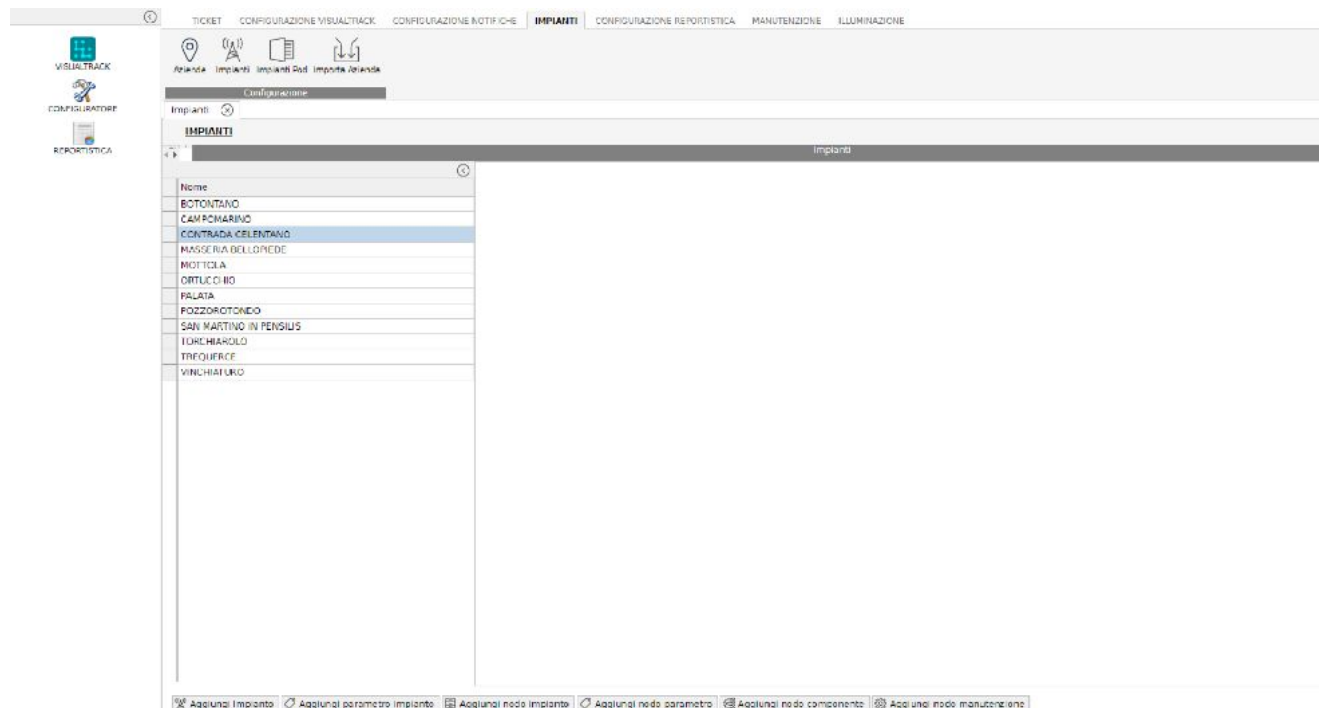 TICKET CONFIGURAZIONE VISUALTRACK CONFIGURAZIONE NOTIFICHE IMPIANTI CONFIGURAZIONE REPORTISTICA MANUTENZIONE ILLUMINAZIONE
VISUALTRACK
CONFIGURATORE
REPORTISTICA
Aziende Impianti Impianti Pod Importa Azienda
Configurazione
Impianti
IMPIANTI
Impianti
Nome
BOTONTANO
CAMPOMARINO
CONTRADA CELENTANO
MASSERIA BELLOPIEDE
MOTTOLA
ORTUCCHIO
PALATA
POZZOROTONDO
SAN MARTINO IN PENSILIS
TORCHIAROLO
TREQUERCE
VINCHIATURO
Aggiungi Impianto Aggiungi parametro impianto Aggiungi nodo impianto Aggiungi nodo parametro Aggiungi nodo componente Aggiungi nodo manutenzione